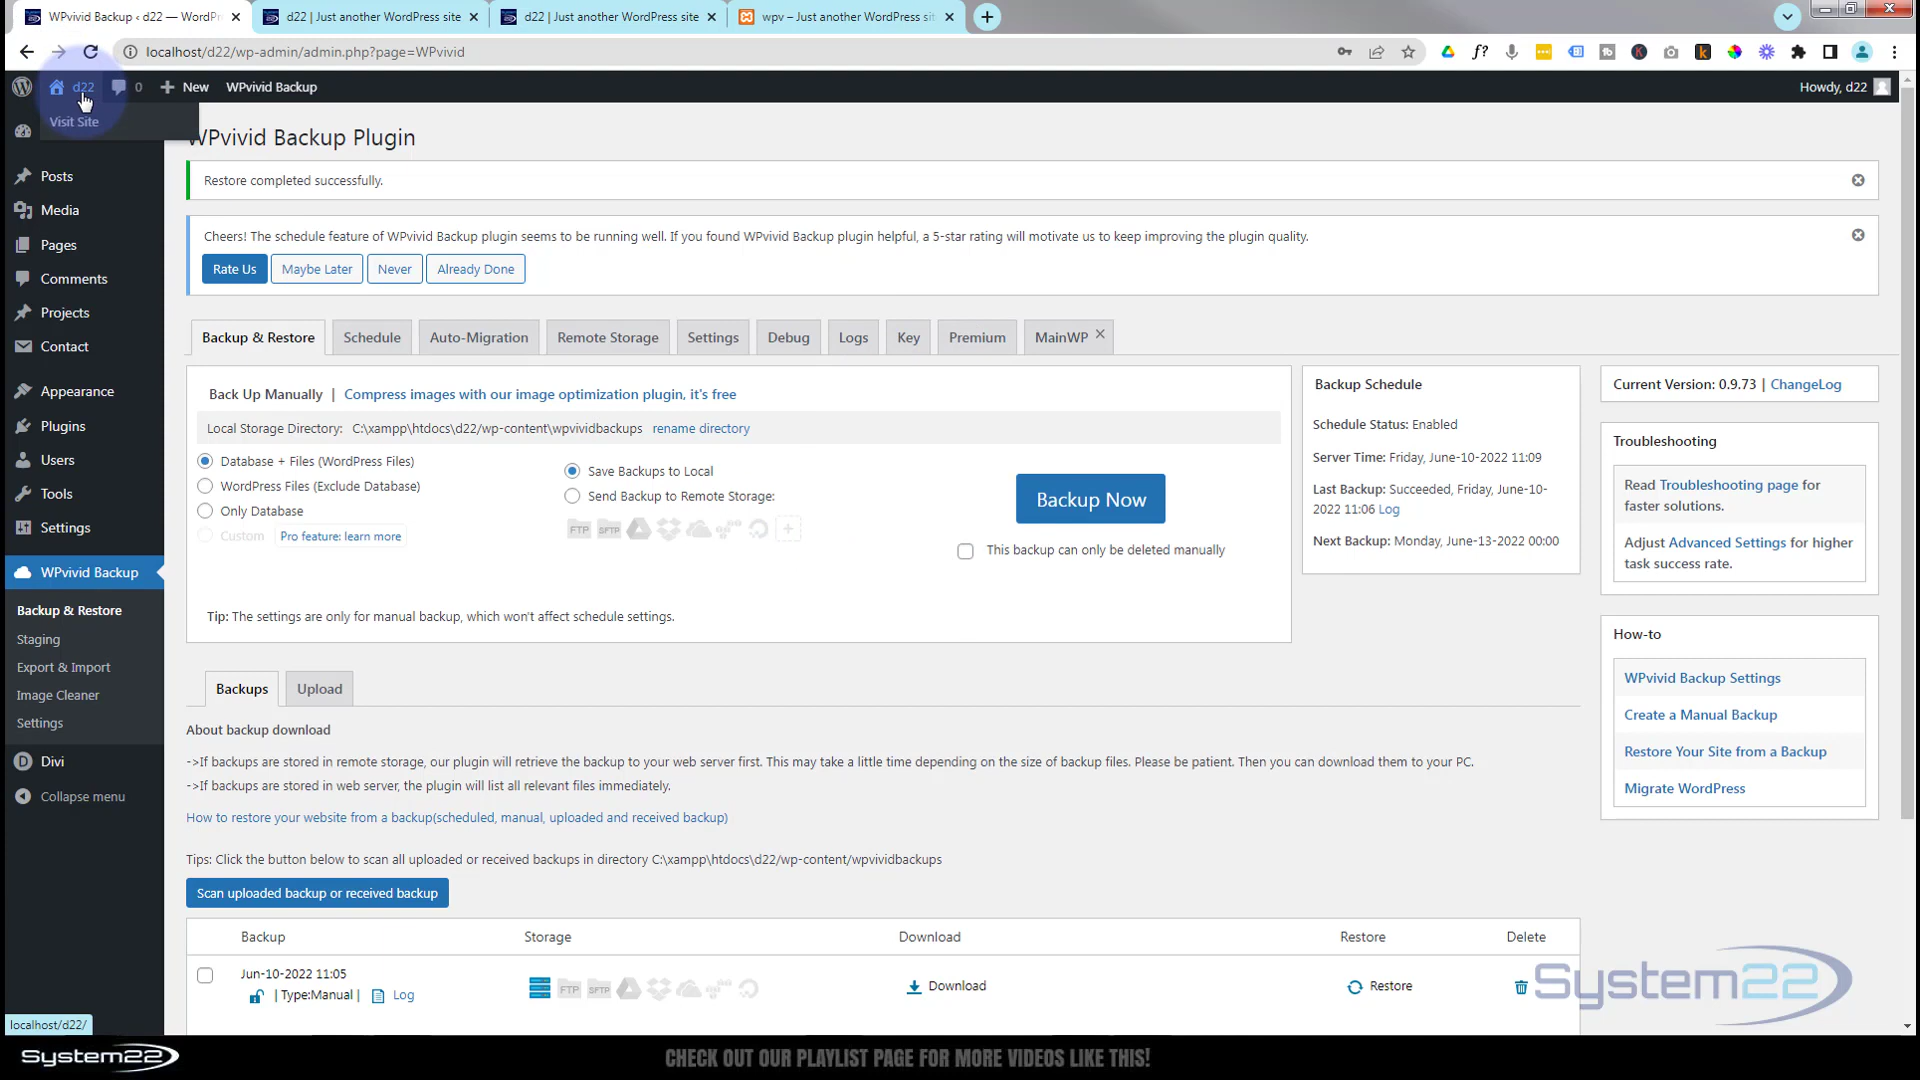 WPvivid Backup ‹ d22 — WordPr
d22 | Just another WordPress site
d22 | Just another WordPress site
wpv – Just another WordPress sit
localhost/d22/wp-admin/admin.php?page=WPvivid
d22
0
New
WPvivid Backup
Howdy, d22
Visit Site
Posts
Media
Pages
Comments
Projects
Contact
Appearance
Plugins
Users
Tools
Settings
WPvivid Backup
Backup & Restore
Staging
Export & Import
Image Cleaner
Settings
Divi
Collapse menu
WPvivid Backup Plugin
Restore completed successfully.
Cheers! The schedule feature of WPvivid Backup plugin seems to be running well. If you found WPvivid Backup plugin helpful, a 5-star rating will motivate us to keep improving the plugin quality.
Rate Us Maybe Later Never Already Done
Backup & Restore Schedule Auto-Migration Remote Storage Settings Debug Logs Key Premium MainWP
Back Up Manually | Compress images with our image optimization plugin, it's free
Local Storage Directory: C:\xampp\htdocs\d22/wp-content\wpvividbackups rename directory
Database + Files (WordPress Files)
WordPress Files (Exclude Database)
Only Database
Custom Pro feature: learn more
Save Backups to Local
Send Backup to Remote Storage:
FTP SFTP
Backup Now
This backup can only be deleted manually
Tip: The settings are only for manual backup, which won't affect schedule settings.
Backup Schedule
Schedule Status: Enabled
Server Time: Friday, June-10-2022 11:09
Last Backup: Succeeded, Friday, June-10-
2022 11:06 Log
Next Backup: Monday, June-13-2022 00:00
Current Version: 0.9.73 | ChangeLog
Troubleshooting
Read Troubleshooting page for
faster solutions.
Adjust Advanced Settings for higher
task success rate.
How-to
WPvivid Backup Settings
Create a Manual Backup
Restore Your Site from a Backup
Migrate WordPress
Backups Upload
About backup download
->If backups are stored in remote storage, our plugin will retrieve the backup to your web server first. This may take a little time depending on the size of backup files. Please be patient. Then you can download them to your PC.
->If backups are stored in web server, the plugin will list all relevant files immediately.
How to restore your website from a backup(scheduled, manual, uploaded and received backup)
Tips: Click the button below to scan all uploaded or received backups in directory C:\xampp\htdocs\d22/wp-content/wpvividbackups
Scan uploaded backup or received backup
Backup Storage Download Restore Delete
Jun-10-2022 11:05
| Type:Manual | Log
FTP SFTP
Download
Restore
System22
localhost/d22/
System22
CHECK OUT OUR PLAYLIST PAGE FOR MORE VIDEOS LIKE THIS!